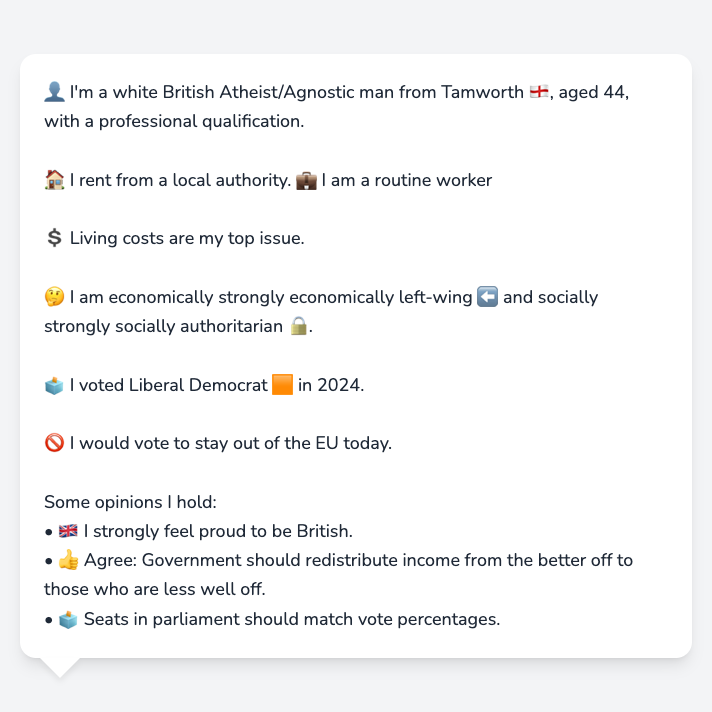 👤 I'm a white British Atheist/Agnostic man from Tamworth 🏴󠁧󠁢󠁥󠁮󠁧󠁿, aged 44,
with a professional qualification.
🏠 I rent from a local authority. 💼 I am a routine worker
💲 Living costs are my top issue.
🤔 I am economically strongly economically left-wing ⬅️ and socially
strongly socially authoritarian 🔒.
🗳️ I voted Liberal Democrat 🟧 in 2024.
🚫 I would vote to stay out of the EU today.
Some opinions I hold:
• 🇬🇧 I strongly feel proud to be British.
• 👍 Agree: Government should redistribute income from the better off to
those who are less well off.
• 🗳️ Seats in parliament should match vote percentages.